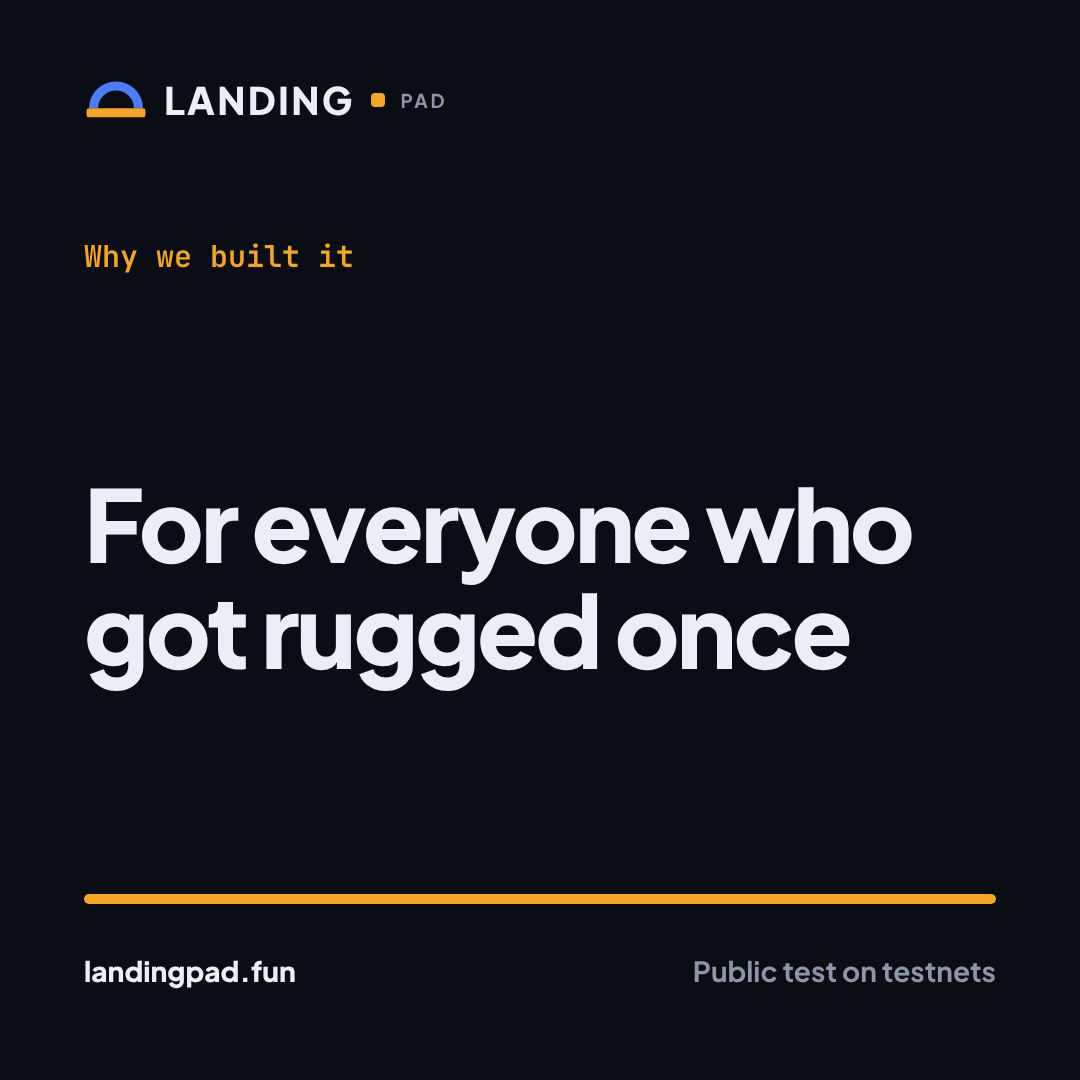 LANDING PAD
Why we built it
For everyone who
got rugged once
landingpad.fun
Public test on testnets